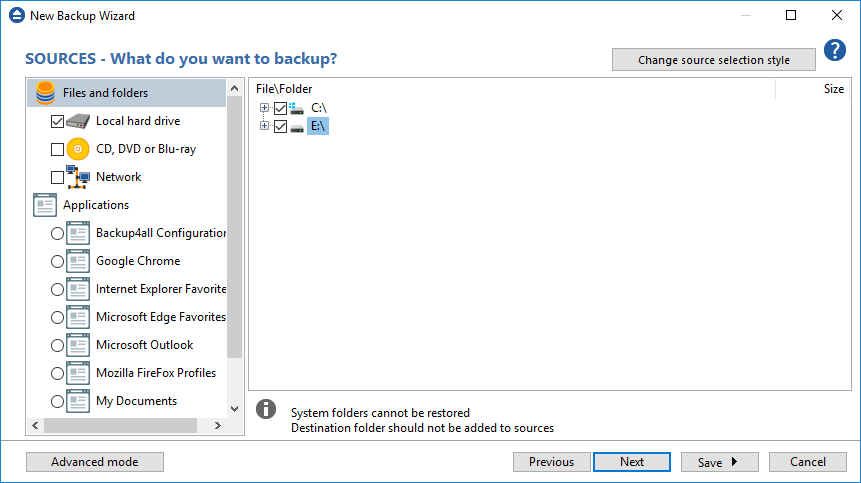 New Backup Wizard
SOURCES - What do you want to backup?
Change source selection style
?
Files and folders
Local hard drive
CD, DVD or Blu-ray
Network
Applications
Backup4all Configuration
Google Chrome
Internet Explorer Favorite
Microsoft Edge Favorites
Microsoft Outlook
Mozilla FireFox Profiles
My Documents
File\Folder Size
C:\
E:\
System folders cannot be restored
Destination folder should not be added to sources
Advanced mode
Previous
Next
Save
Cancel